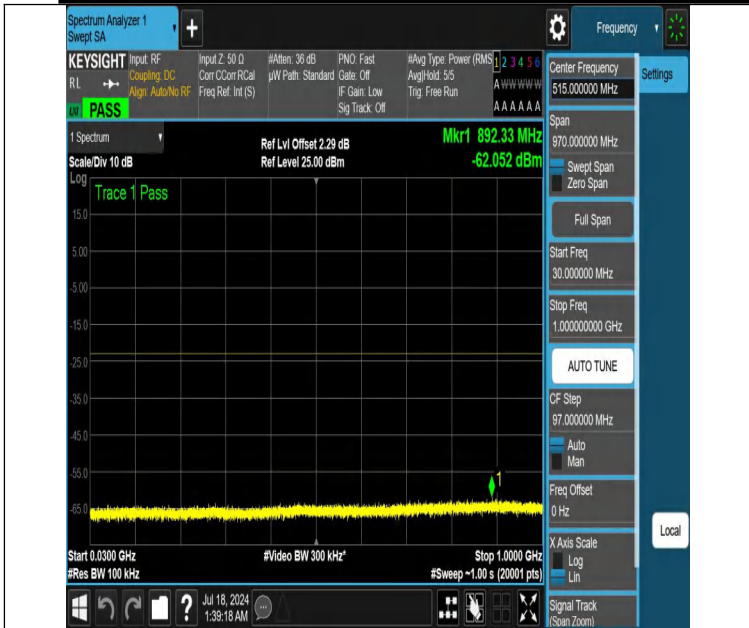 Spectrum Analyzer 1
Swept SA
+
Frequency
KEYSIGHT
RL
LXI
PASS
Input: RF
Coupling: DC
Align: Auto/No RF
Input Z: 50 Ω
Corr CCorr RCal
Freq Ref: Int (S)
#Atten: 36 dB
µW Path: Standard
PNO: Fast
Gate: Off
IF Gain: Low
Sig Track: Off
#Avg Type: Power (RMS
Avg|Hold: 5/5
Trig: Free Run
1 2 3 4 5 6
A W W W W W
A A A A A A
Center Frequency
515.000000 MHz
Settings
1 Spectrum
Scale/Div 10 dB
Ref Lvl Offset 2.29 dB
Ref Level 25.00 dBm
Mkr1 892.33 MHz
-62.052 dBm
Log
Trace 1 Pass
15.0
5.00
-5.00
-15.0
-25.0
-35.0
-45.0
-55.0
-65.0
1
Start 0.0300 GHz
#Res BW 100 kHz
#Video BW 300 kHz*
Stop 1.0000 GHz
#Sweep ~1.00 s (20001 pts)
Span
970.000000 MHz
Swept Span
Zero Span
Full Span
Start Freq
30.000000 MHz
Stop Freq
1.000000000 GHz
AUTO TUNE
CF Step
97.000000 MHz
Auto
Man
Freq Offset
0 Hz
X Axis Scale
Log
Lin
Signal Track
(Span Zoom)
Local
?
Jul 18, 2024
1:39:18 AM